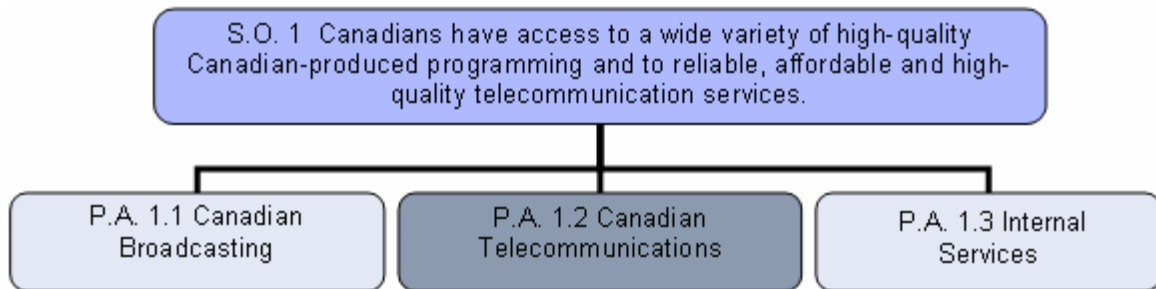 S.O. 1  Canadians have access to a wide variety of high-quality
Canadian-produced programming and to reliable, affordable and high-
quality telecommunication services.
P.A. 1.1 Canadian
Broadcasting
P.A. 1.2 Canadian
Telecommunications
P.A. 1.3 Internal
Services